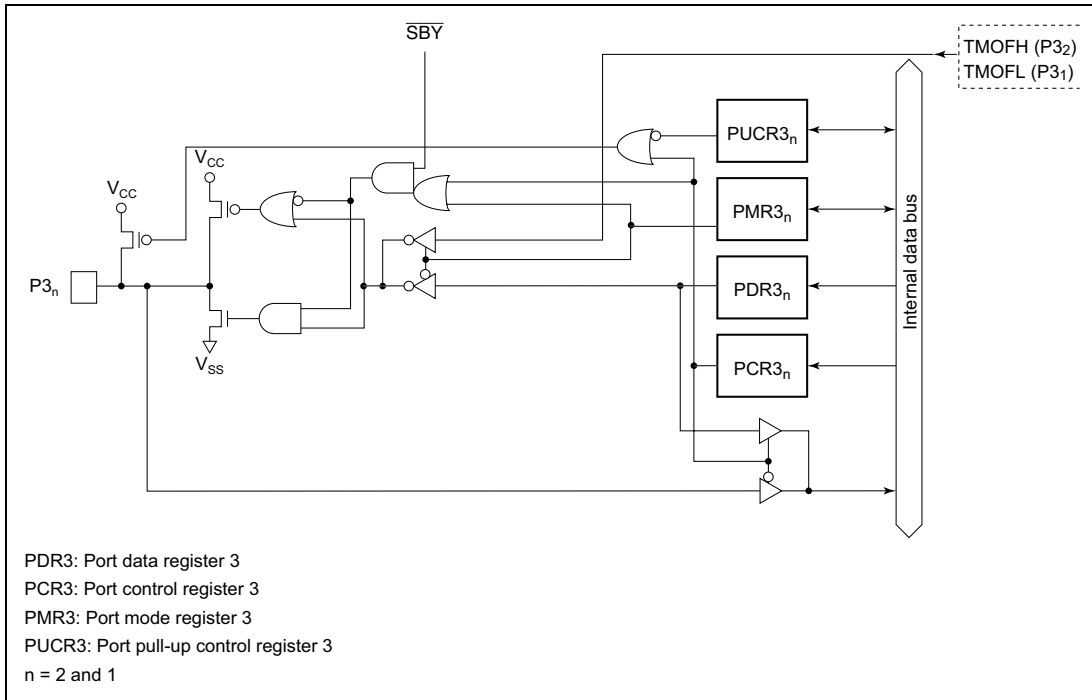 SBY
TMOFH (P32)
TMOFL (P31)
PUCR3n
VCC
VCC
PMR3n
P3n
PDR3n
Internal data bus
VSS
PCR3n
PDR3: Port data register 3
PCR3: Port control register 3
PMR3: Port mode register 3
PUCR3: Port pull-up control register 3
n = 2 and 1